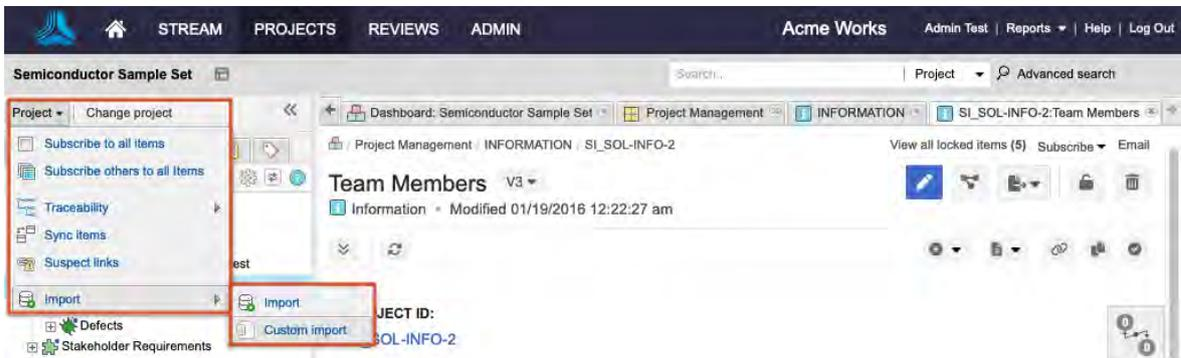 STREAM PROJECTS REVIEWS ADMIN Acme Works Admin Test | Reports | Help | Log Out
Semiconductor Sample Set Search... Project Advanced search
Project Change project Dashboard: Semiconductor Sample Set Project Management INFORMATION SI_SOL-INFO-2:Team Members
Subscribe to all items
Subscribe others to all Items
Traceability
Sync items
Suspect links
Import
Import
Custom import
Defects
Stakeholder Requirements
/ Project Management / INFORMATION / SI_SOL-INFO-2 View all locked items (5) Subscribe Email
Team Members V3
Information Modified 01/19/2016 12:22:27 am
est
JECT ID:
SOL-INFO-2
0
0